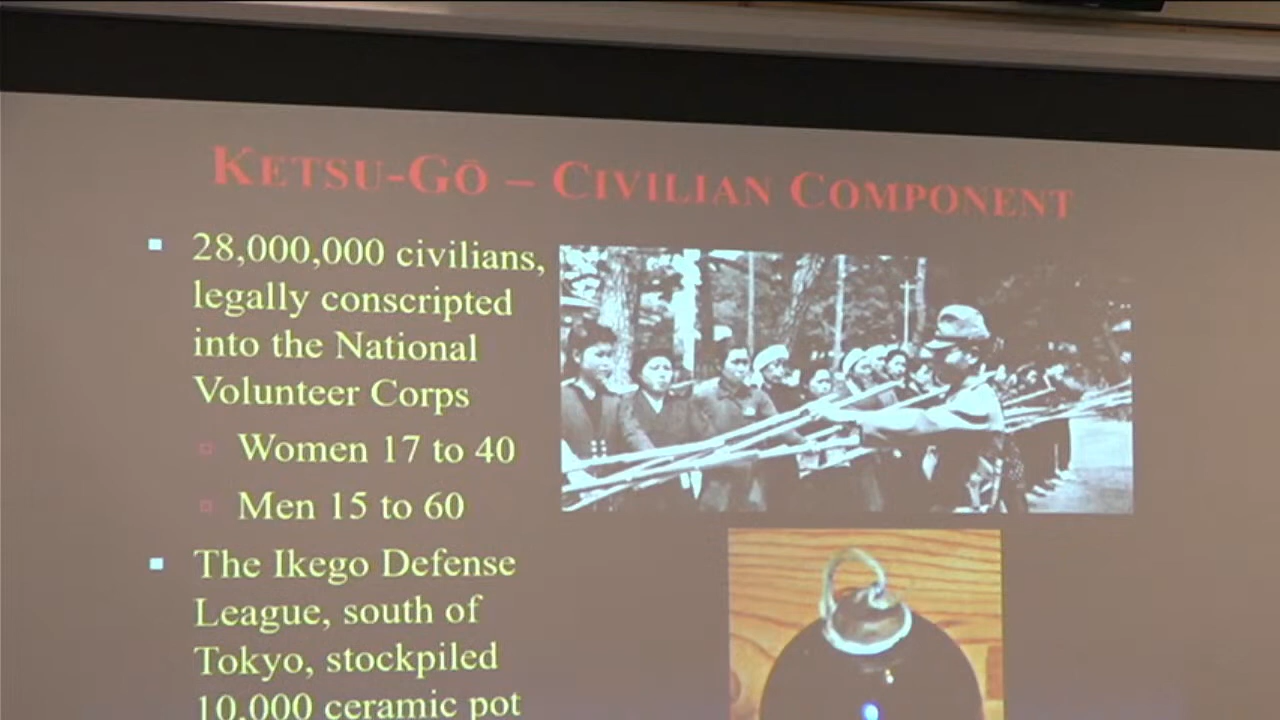 KETSU-GŌ – CIVILIAN COMPONENT
28,000,000 civilians,
legally conscripted
into the National
Volunteer Corps
Women 17 to 40
Men 15 to 60
The Ikego Defense
League, south of
Tokyo, stockpiled
10,000 ceramic pot